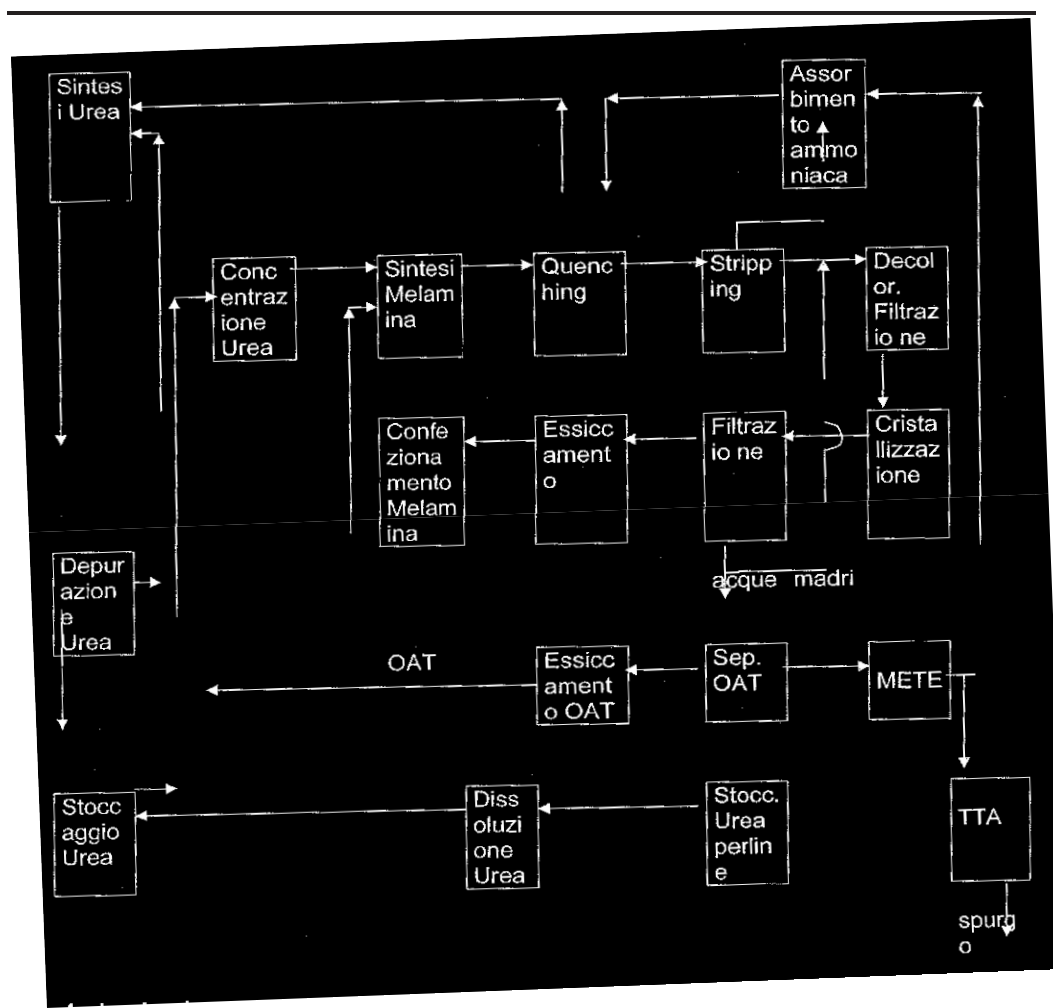 Sintes
i Urea
Assor
bimen
to
ammo
niaca
Conc
entraz
ione
Urea
Sintesi
Melam
ina
Quenc
hing
Stripp
ing
Decol
or.
Filtraz
io ne
Confe
ziona
mento
Melam
ina
Essicc
ament
o
Filtraz
io ne
Crista
llizzaz
ione
Depur
azion
e
Urea
acque madri
OAT
Essicc
ament
o OAT
Sep.
OAT
METE
Stocc
aggio
Urea
Diss
oluzi
one
Urea
Stocc.
Urea
perlin
e
TTA
spurg
o